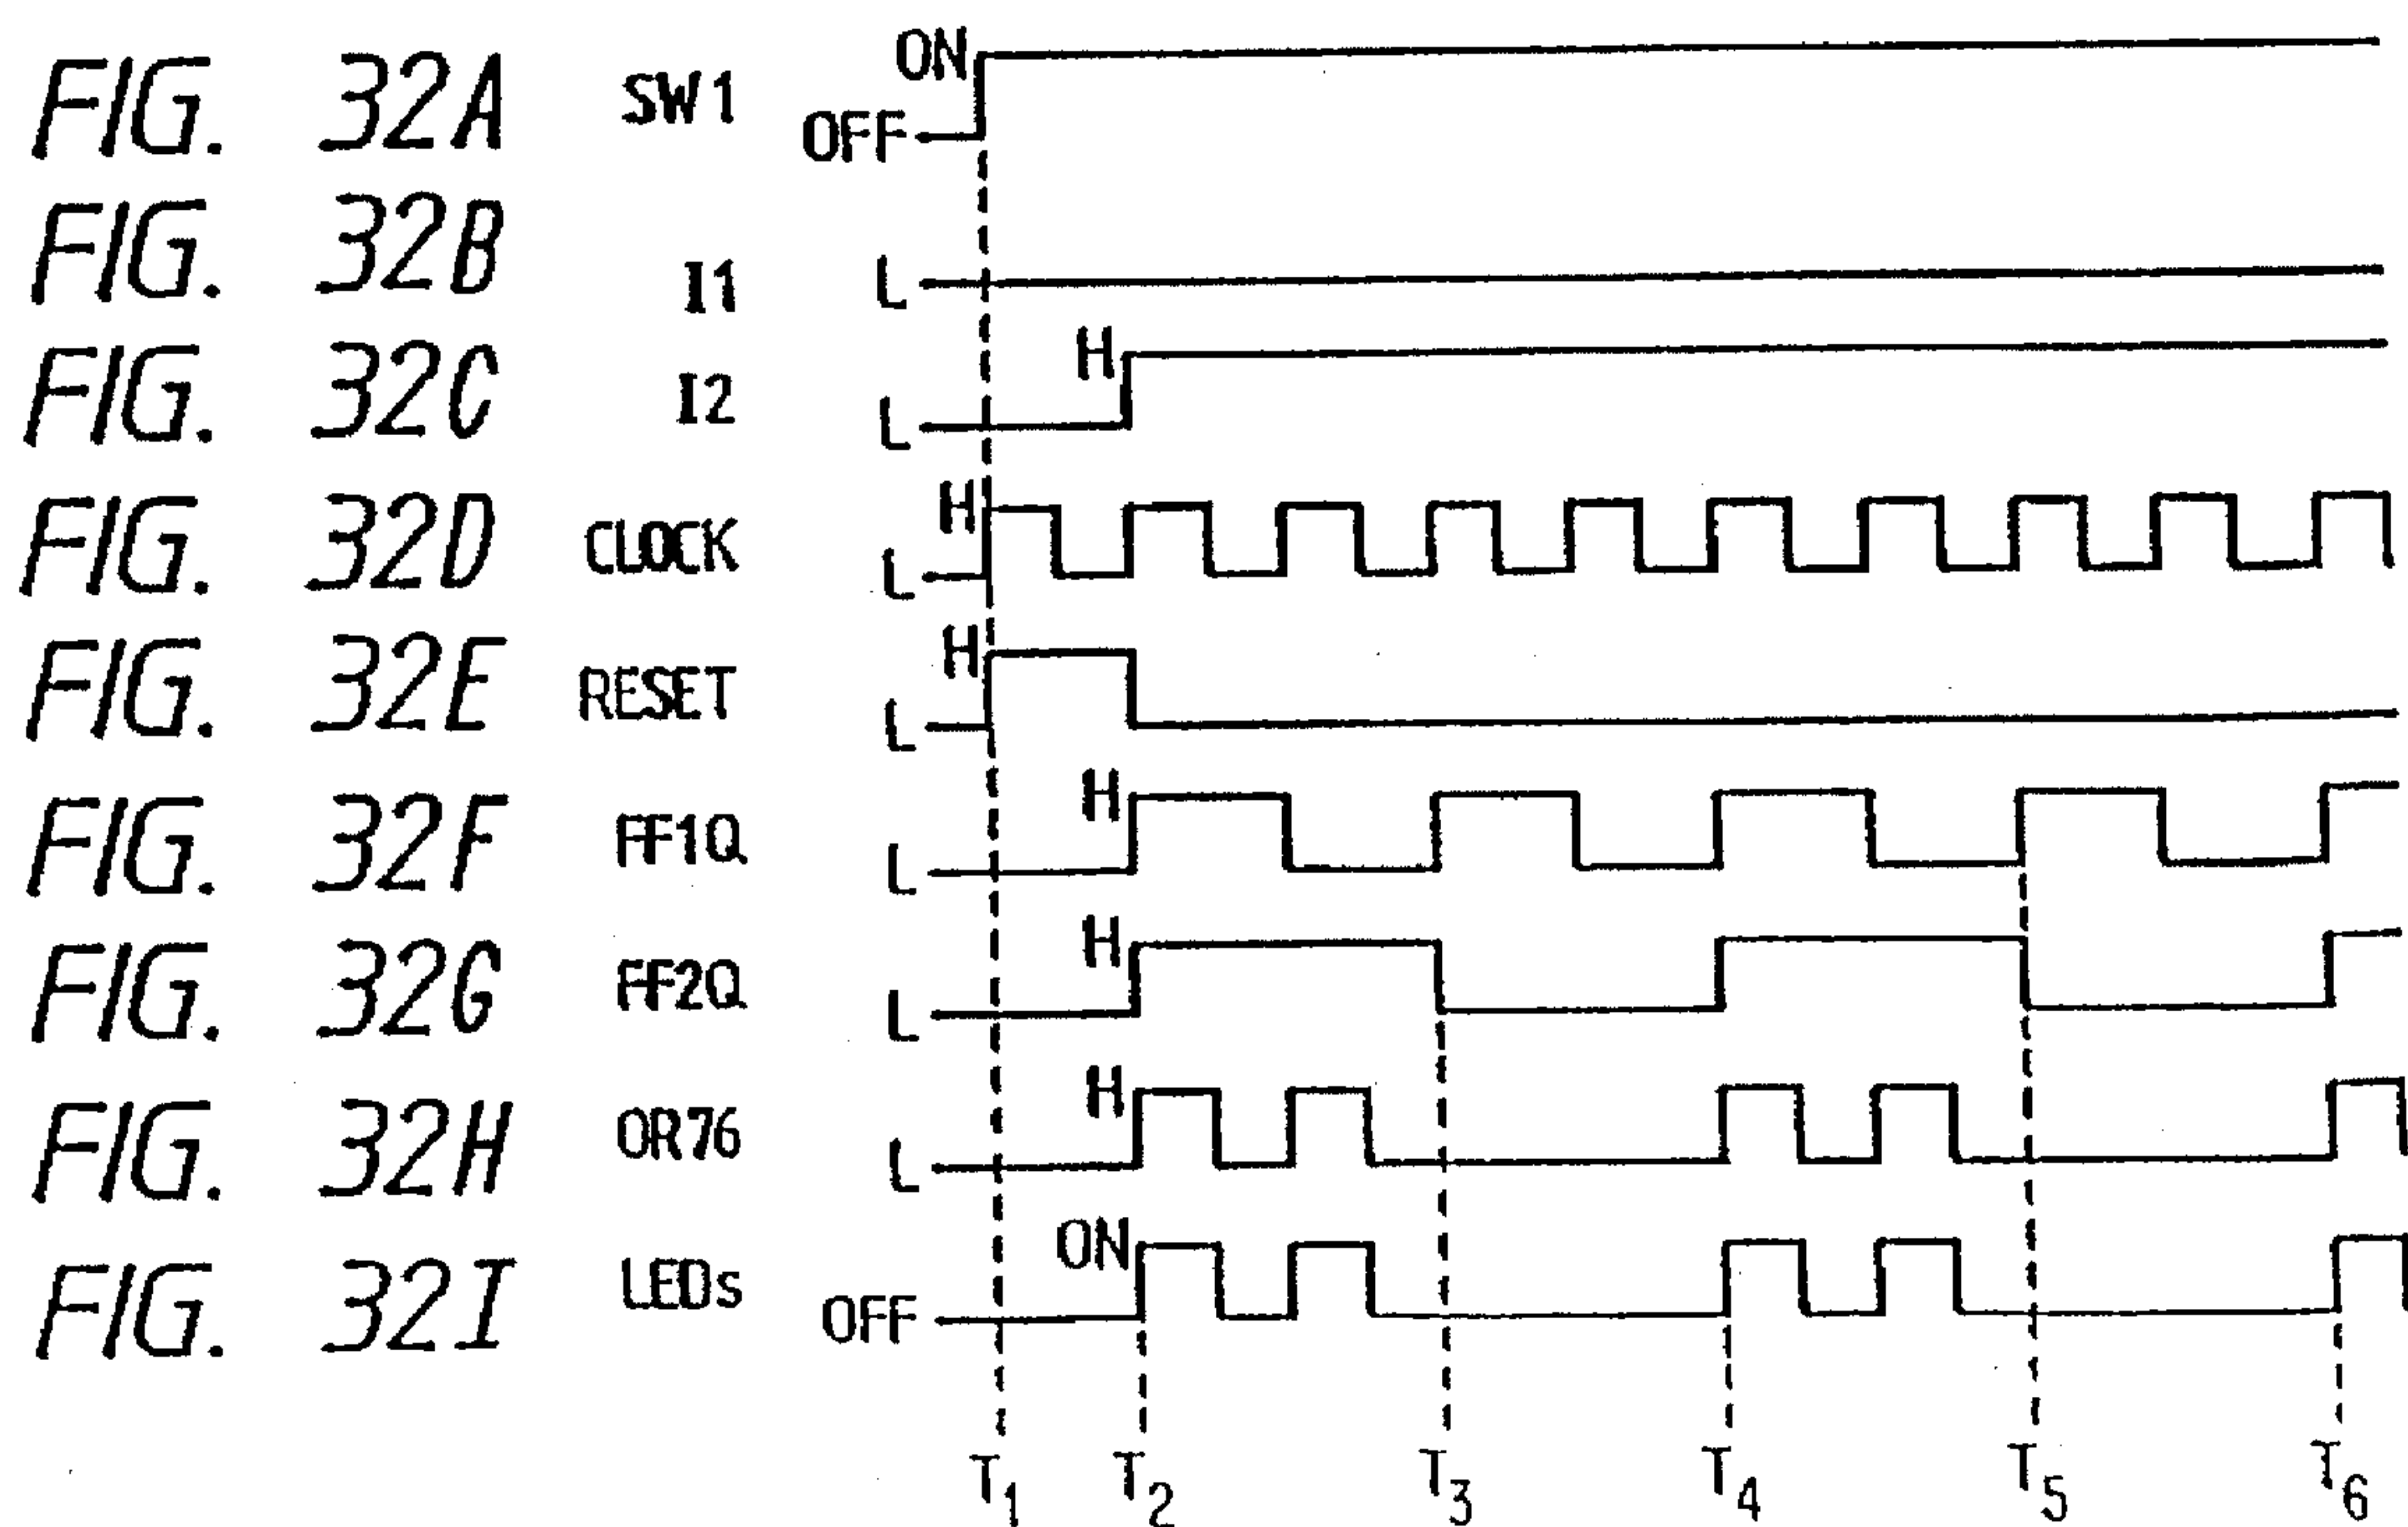 FIG. 32A SW1 ON OFF
FIG. 32B I1 L
FIG. 32C I2 H L
FIG. 32D CLOCK H L
FIG. 32E RESET H L
FIG. 32F FF1Q H L
FIG. 32G FF2Q H L
FIG. 32H OR76 H L
FIG. 32I LEDs ON OFF
T1 T2 T3 T4 T5 T6